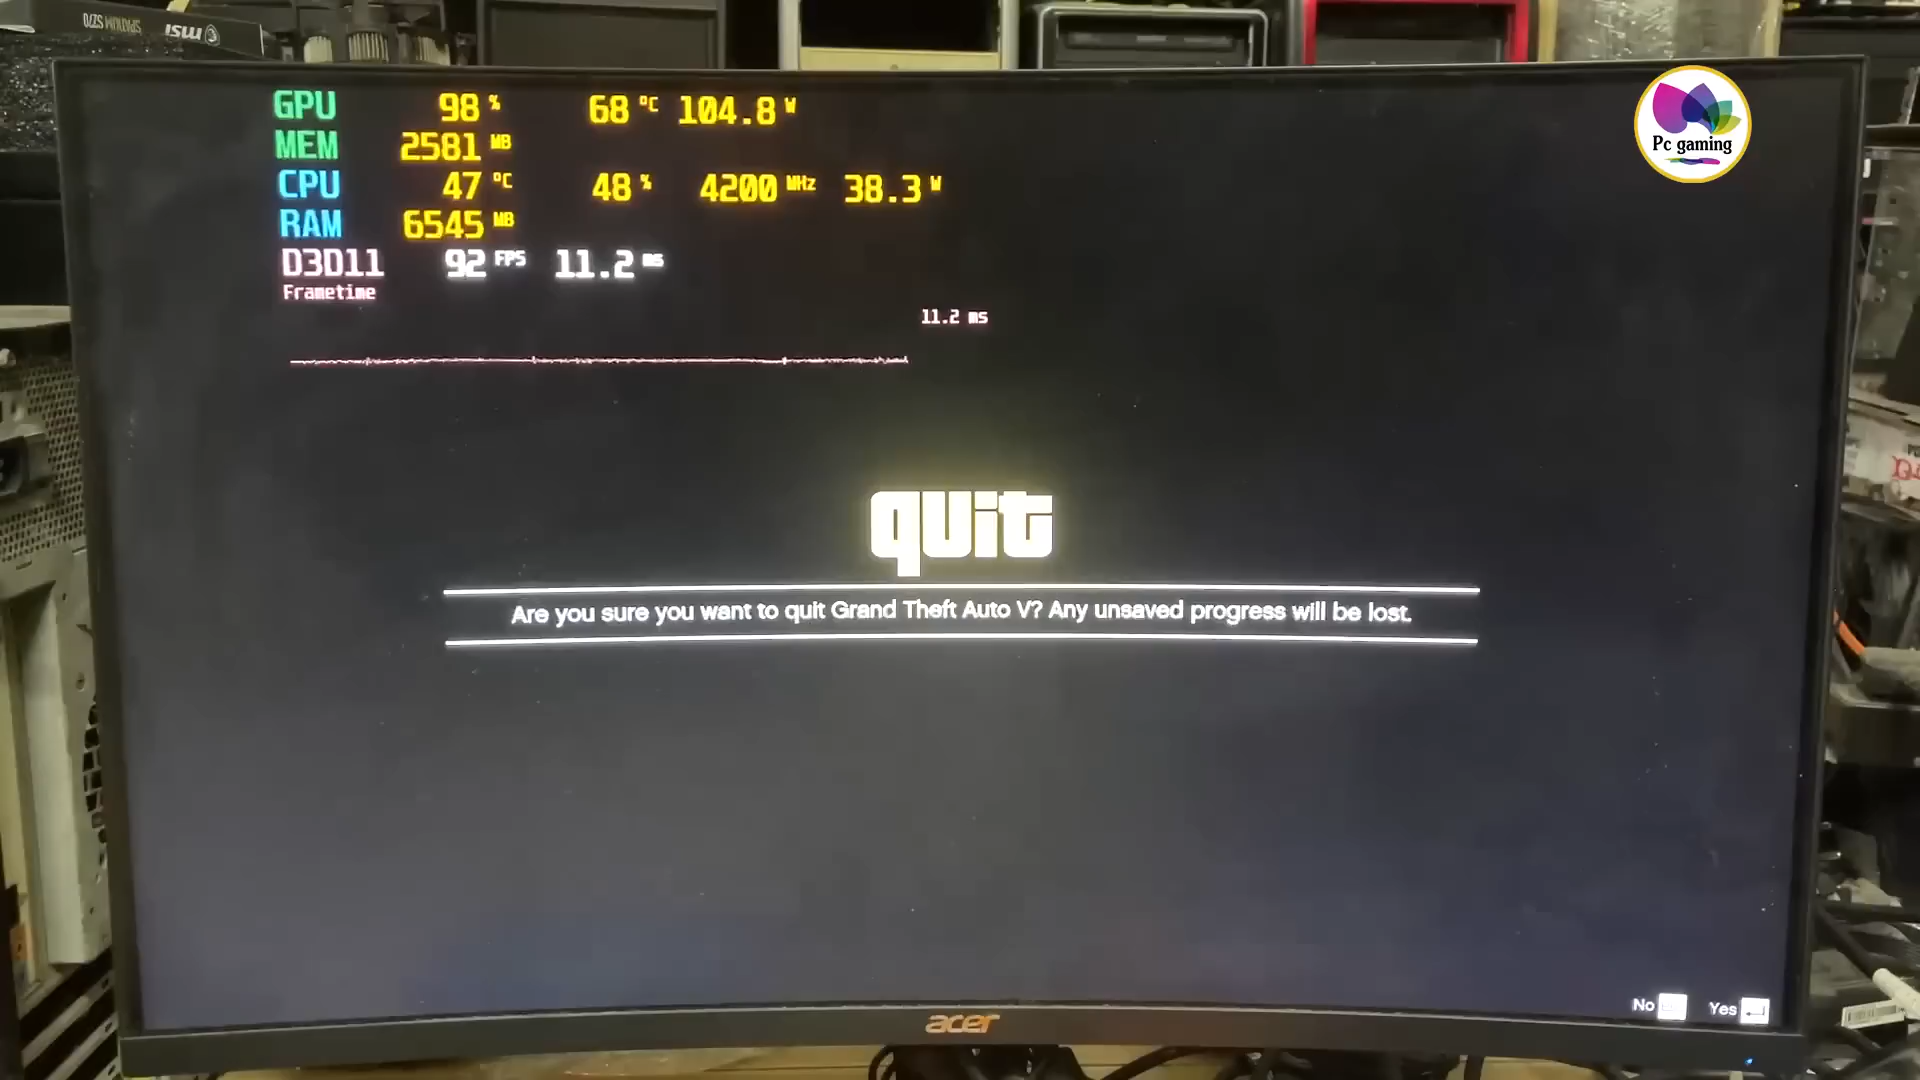 msi
GPU 98 % 68 °C 104.8 W
MEM 2581 MB
CPU 47 °C 48 % 4200 MHz 38.3 W
RAM 6545 MB
D3D11 92 FPS 11.2 ms
Frametime
11.2 ms
Pc gaming
quit
Are you sure you want to quit Grand Theft Auto V? Any unsaved progress will be lost.
No Yes
acer